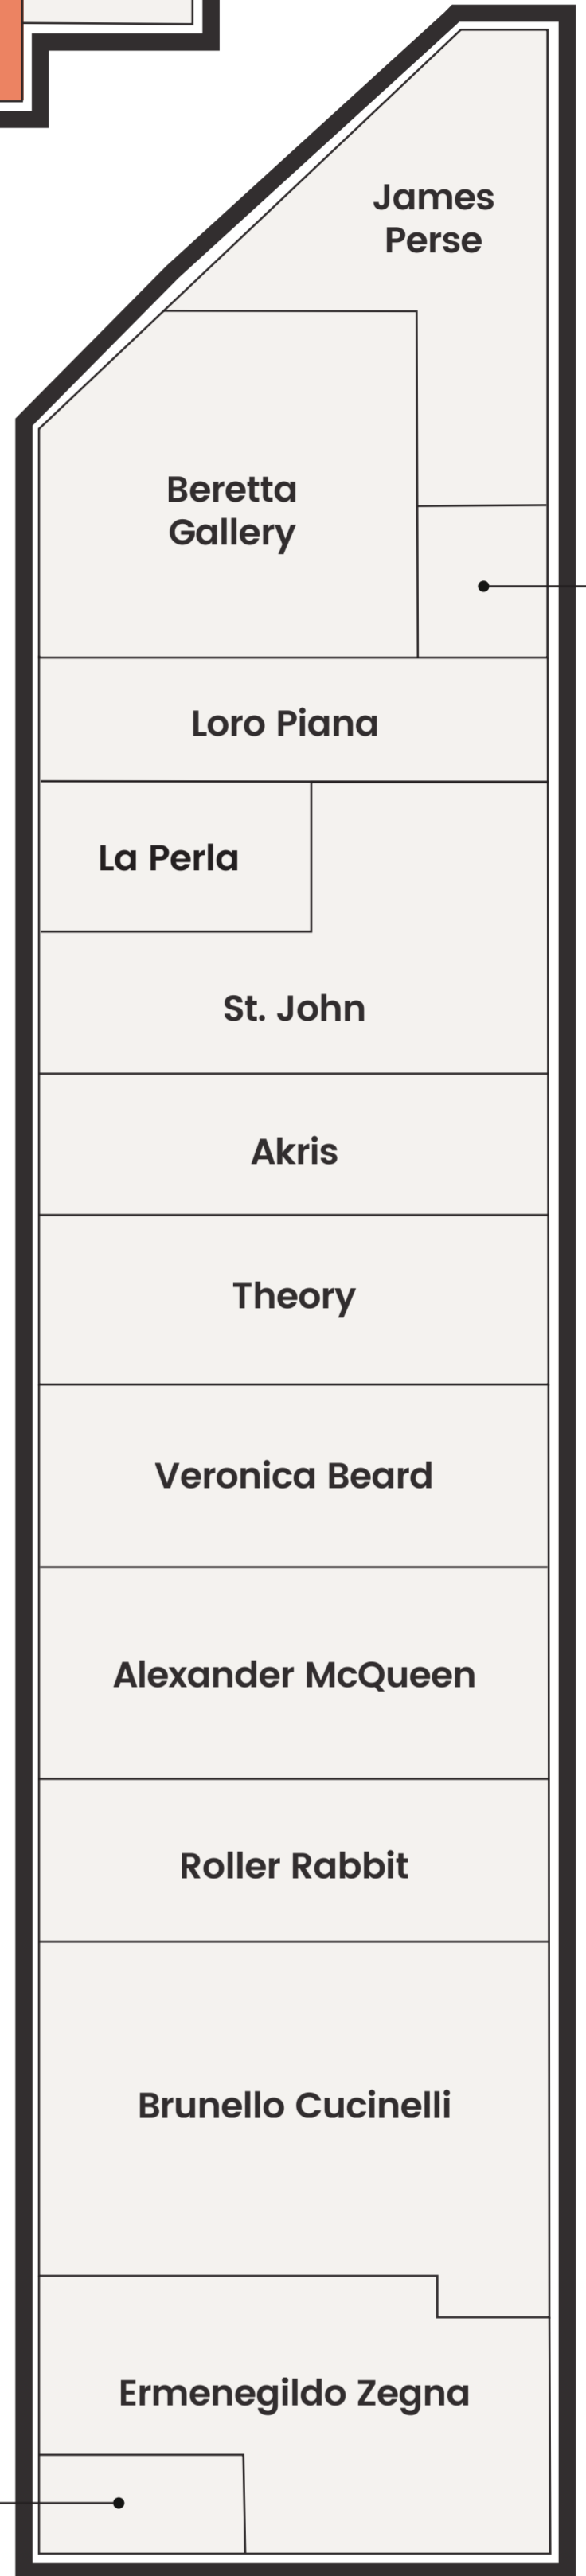 James
Perse
Beretta
Gallery
Loro Piana
La Perla
St. John
Akris
Theory
Veronica Beard
Alexander McQueen
Roller Rabbit
Brunello Cucinelli
Ermenegildo Zegna